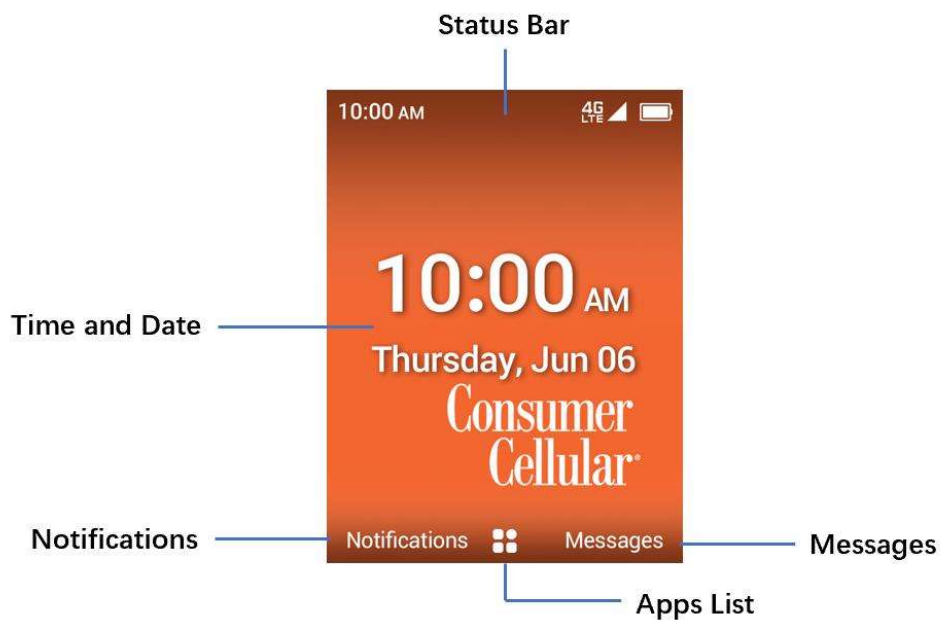 Status Bar
10:00 AM
4G
LTE
10:00 AM
Time and Date
Thursday, Jun 06
Consumer
Cellular®
Notifications
Notifications
Messages
Messages
Apps List